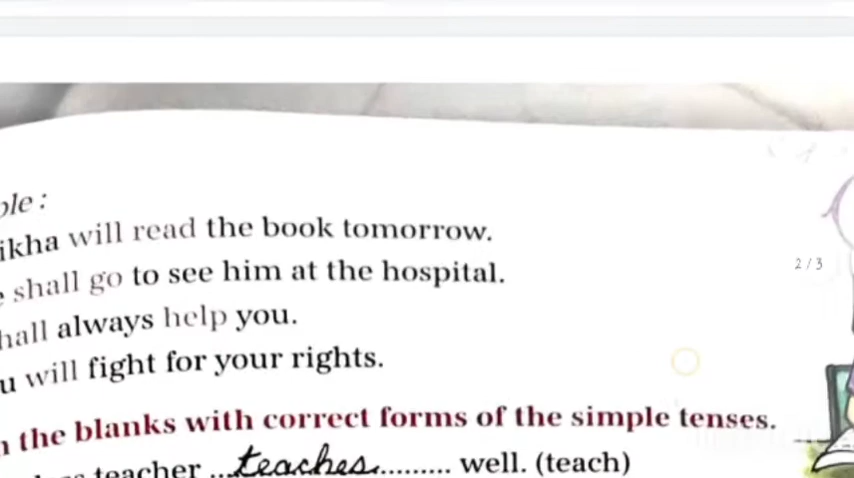 ple :
ikha will read the book tomorrow.
shall go to see him at the hospital.
hall always help you.
u will fight for your rights.
the blanks with correct forms of the simple tenses.
teacher ...teaches.......... well. (teach)
2/3